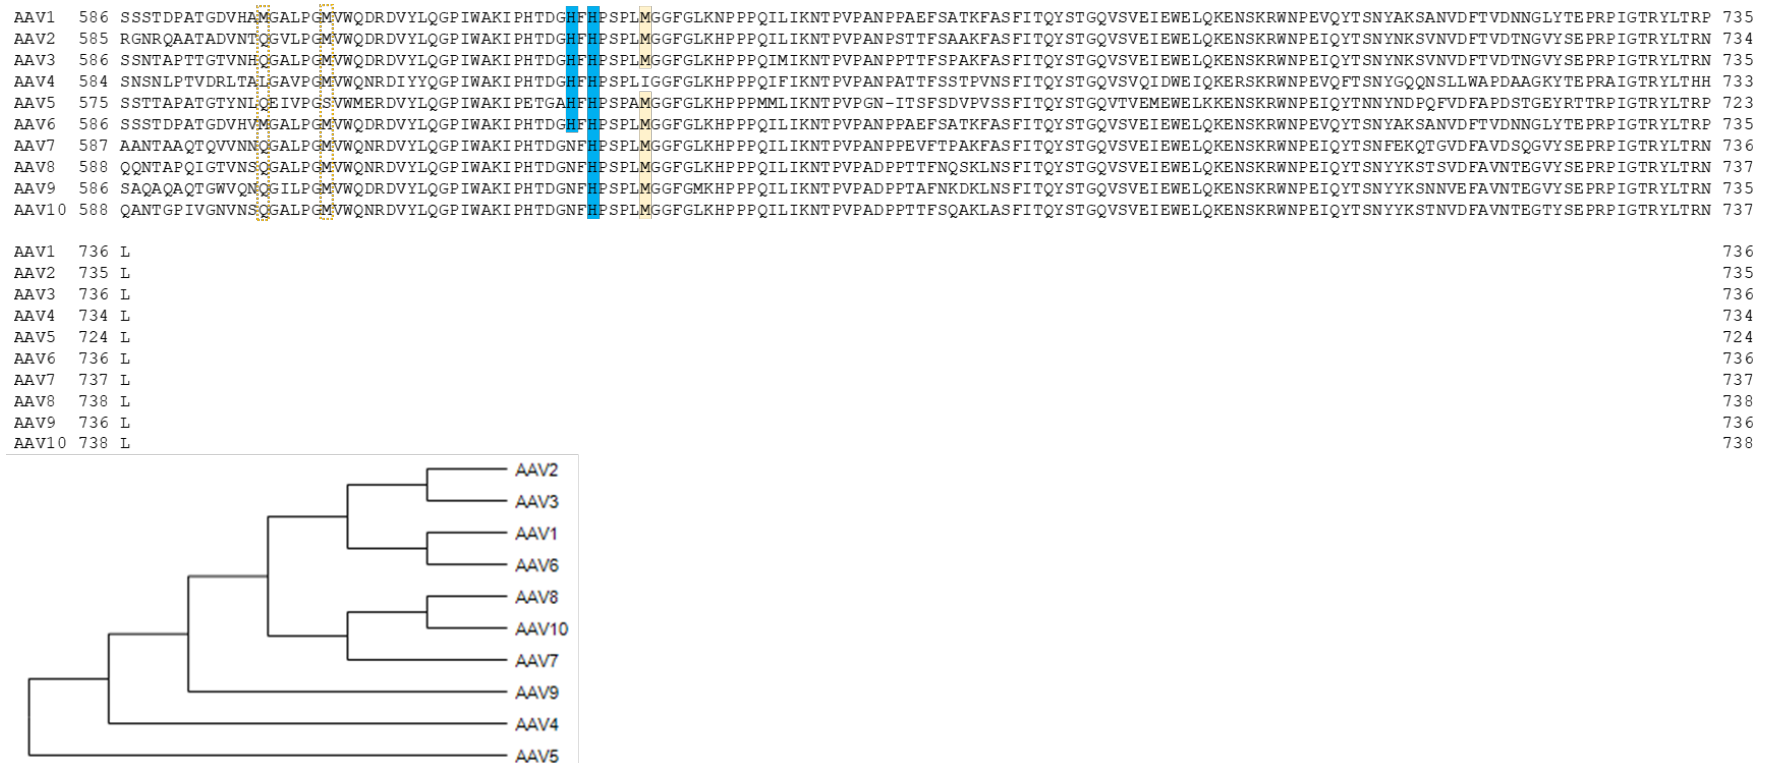 AAV1 586 SSSTDPATGDVHAMGALPGMVWQDRDVYLQGPIWAKIPHTDGHFHPSPLMGGFGLKNPPPQILIKNTPVPANPPAEFSATKFASFITQYSTGQVSVEIEWELQKENSKRWNPEVQYTSNYAKSANVDFTVDNNGLYTEPRPIGTRYLTRP 735
AAV2 585 RGNRQAATADVNTQGVLPGMVWQDRDVYLQGPIWAKIPHTDGHFHPSPLMGGFGLKHPPPQILIKNTPVPANPSTTFSAAKFASFITQYSTGQVSVEIEWELQKENSKRWNPEIQYTSNYNKSVNVDFTVDTNGVYSEPRPIGTRYLTRN 734
AAV3 586 SSNTAPTTGTVNHQGALPGMVWQDRDVYLQGPIWAKIPHTDGHFHPSPLMGGFGLKHPPPQIMIKNTPVPANPPTTFSPAKFASFITQYSTGQVSVEIEWELQKENSKRWNPEIQYTSNYNKSVNVDFTVDTNGVYSEPRPIGTRYLTRN 735
AAV4 584 SNSNLPTVDRLTALGAVPGMVWQNRDIYYQGPIWAKIPHTDGHFHPSPLIGGFGLKHPPPQIFIKNTPVPANPATTFSSTPVNSFITQYSTGQVSVQIDWEIQKERSKRWNPEVQFTSNYGQQNSLLWAPDAAGKYTEPRAIGTRYLTHH 733
AAV5 575 SSTTAPATGTYNLQEIVPGSVWMERDVYLQGPIWAKIPETGAHFHPSPAMGGFGLKHPPPMMLIKNTPVPGN-ITSFSDVPVSSFITQYSTGQVTVEMEWELKKENSKRWNPEIQYTNNYNDPQFVDFAPDSTGEYRTTRPIGTRYLTRP 723
AAV6 586 SSSTDPATGDVHVMGALPGMVWQDRDVYLQGPIWAKIPHTDGHFHPSPLMGGFGLKHPPPQILIKNTPVPANPPAEFSATKFASFITQYSTGQVSVEIEWELQKENSKRWNPEVQYTSNYAKSANVDFTVDNNGLYTEPRPIGTRYLTRP 735
AAV7 587 AANTAAQTQVVNNQGALPGMVWQNRDVYLQGPIWAKIPHTDGNFHPSPLMGGFGLKHPPPQILIKNTPVPANPPEVFTPAKFASFITQYSTGQVSVEIEWELQKENSKRWNPEIQYTSNFEKQTGVDFAVDSQGVYSEPRPIGTRYLTRN 736
AAV8 588 QQNTAPQIGTVNSQGALPGMVWQNRDVYLQGPIWAKIPHTDGNFHPSPLMGGFGLKHPPPQILIKNTPVPADPPTTFNQSKLNSFITQYSTGQVSVEIEWELQKENSKRWNPEIQYTSNYYKSTSVDFAVNTEGVYSEPRPIGTRYLTRN 737
AAV9 586 SAQAQAQTGWVQNQGILPGMVWQDRDVYLQGPIWAKIPHTDGNFHPSPLMGGFGMKHPPPQILIKNTPVPADPPTAFNKDKLNSFITQYSTGQVSVEIEWELQKENSKRWNPEIQYTSNYYKSNNVEFAVNTEGVYSEPRPIGTRYLTRN 735
AAV10 588 QANTGPIVGNVNSQGALPGMVWQNRDVYLQGPIWAKIPHTDGNFHPSPLMGGFGLKHPPPQILIKNTPVPADPPTTFSQAKLASFITQYSTGQVSVEIEWELQKENSKRWNPEIQYTSNYYKSTNVDFAVNTEGTYSEPRPIGTRYLTRN 737
AAV1 736 L 736
AAV2 735 L 735
AAV3 736 L 736
AAV4 734 L 734
AAV5 724 L 724
AAV6 736 L 736
AAV7 737 L 737
AAV8 738 L 738
AAV9 736 L 736
AAV10 738 L 738
AAV2
AAV3
AAV1
AAV6
AAV8
AAV10
AAV7
AAV9
AAV4
AAV5